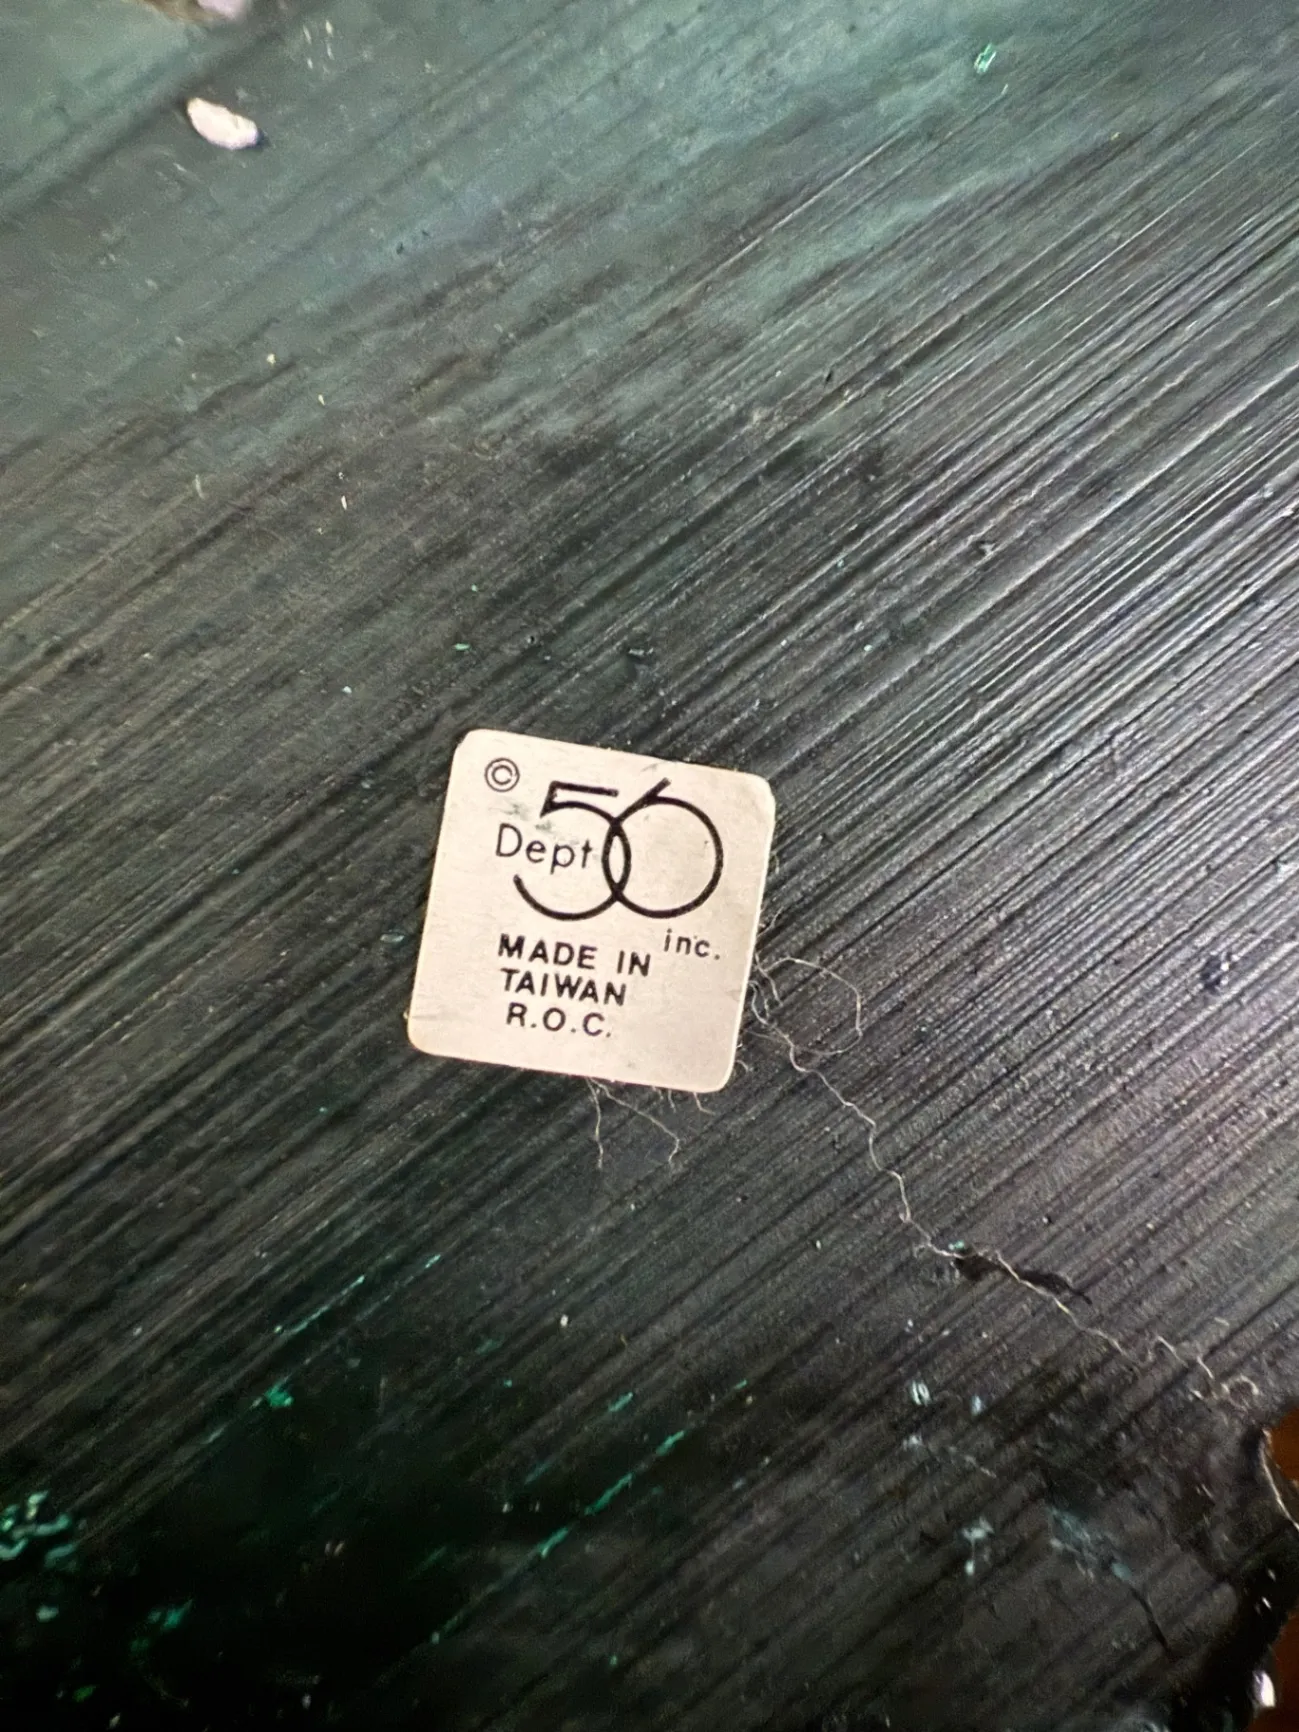 ©
Dept 56
inc.
MADE IN
TAIWAN
R.O.C.